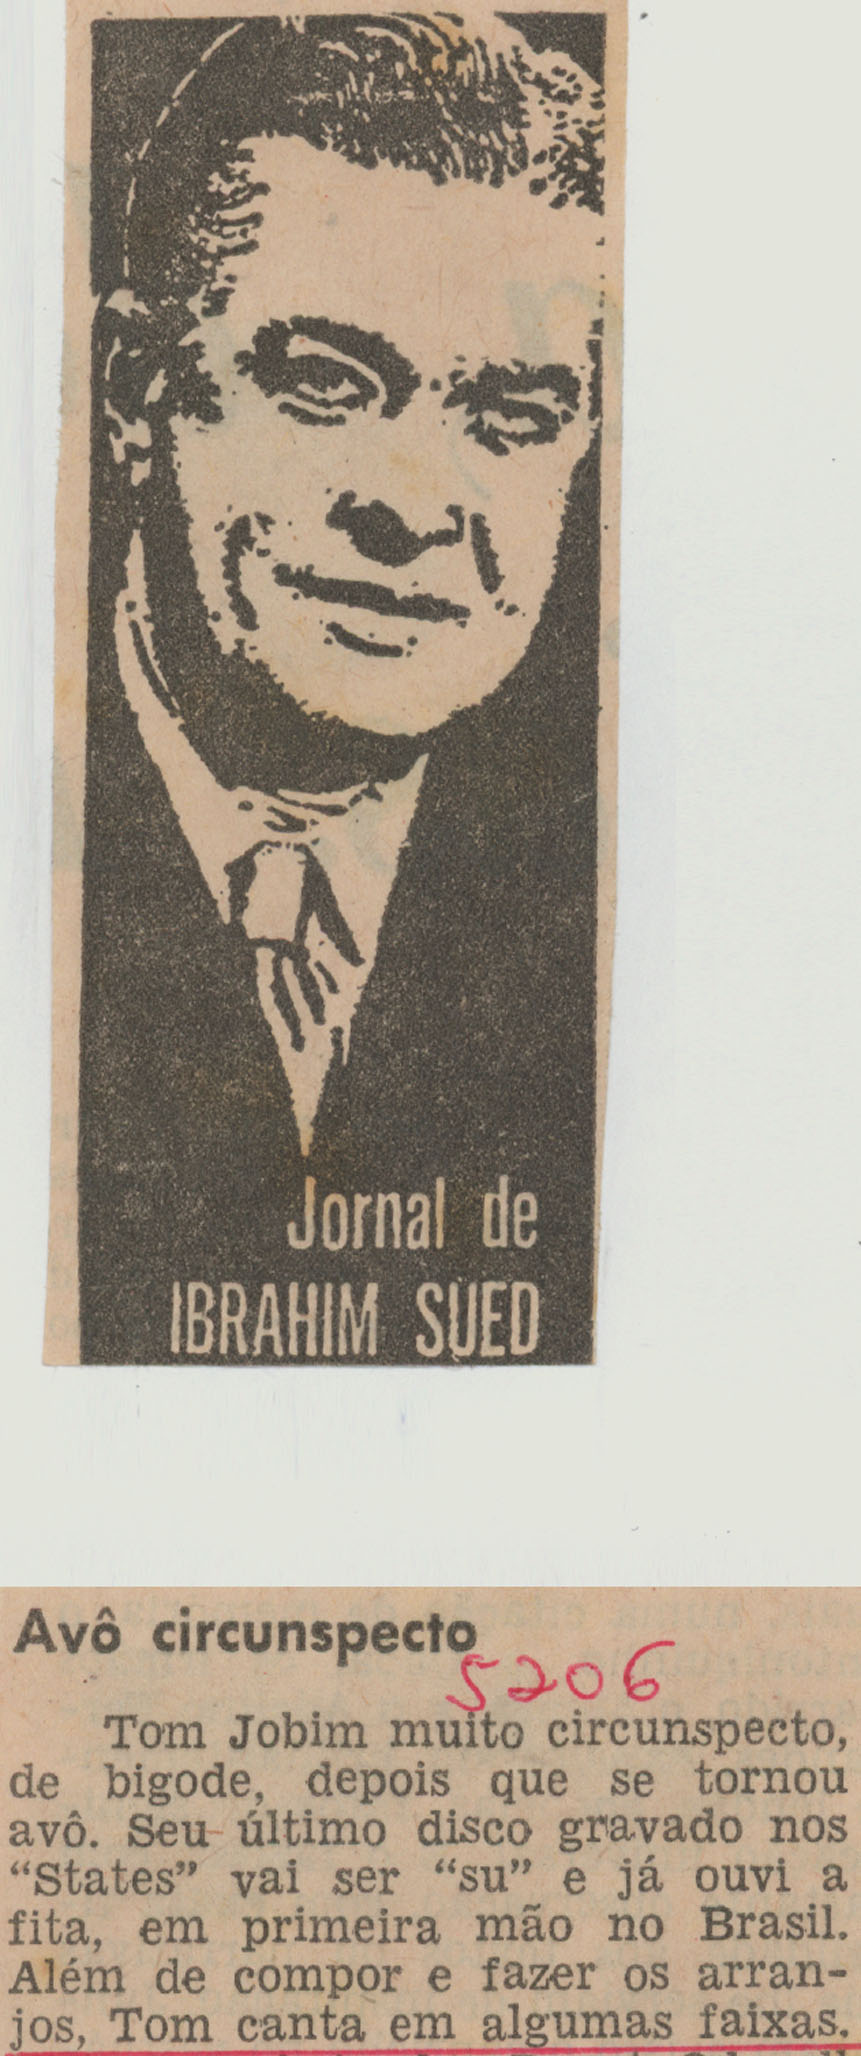 Jornal de
IBRAHIM SUED
Avô circunspecto
5206
Tom Jobim muito circunspecto,
de bigode, depois que se tornou
avô. Seu último disco gravado nos
“States” vai ser “su” e já ouvi a
fita, em primeira mão no Brasil.
Além de compor e fazer os arran-
jos, Tom canta em algumas faixas.